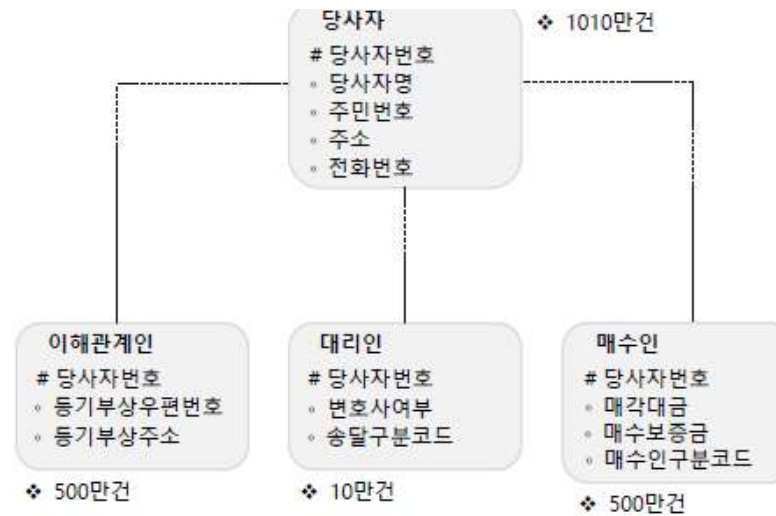 당사자
❖ 1010만건
# 당사자번호
◦ 당사자명
◦ 주민번호
◦ 주소
◦ 전화번호
이해관계인
# 당사자번호
◦ 등기부상우편번호
◦ 등기부상주소
❖ 500만건
대리인
# 당사자번호
◦ 변호사여부
◦ 송달구분코드
❖ 10만건
매수인
# 당사자번호
◦ 매각대금
◦ 매수보증금
◦ 매수인구분코드
❖ 500만건